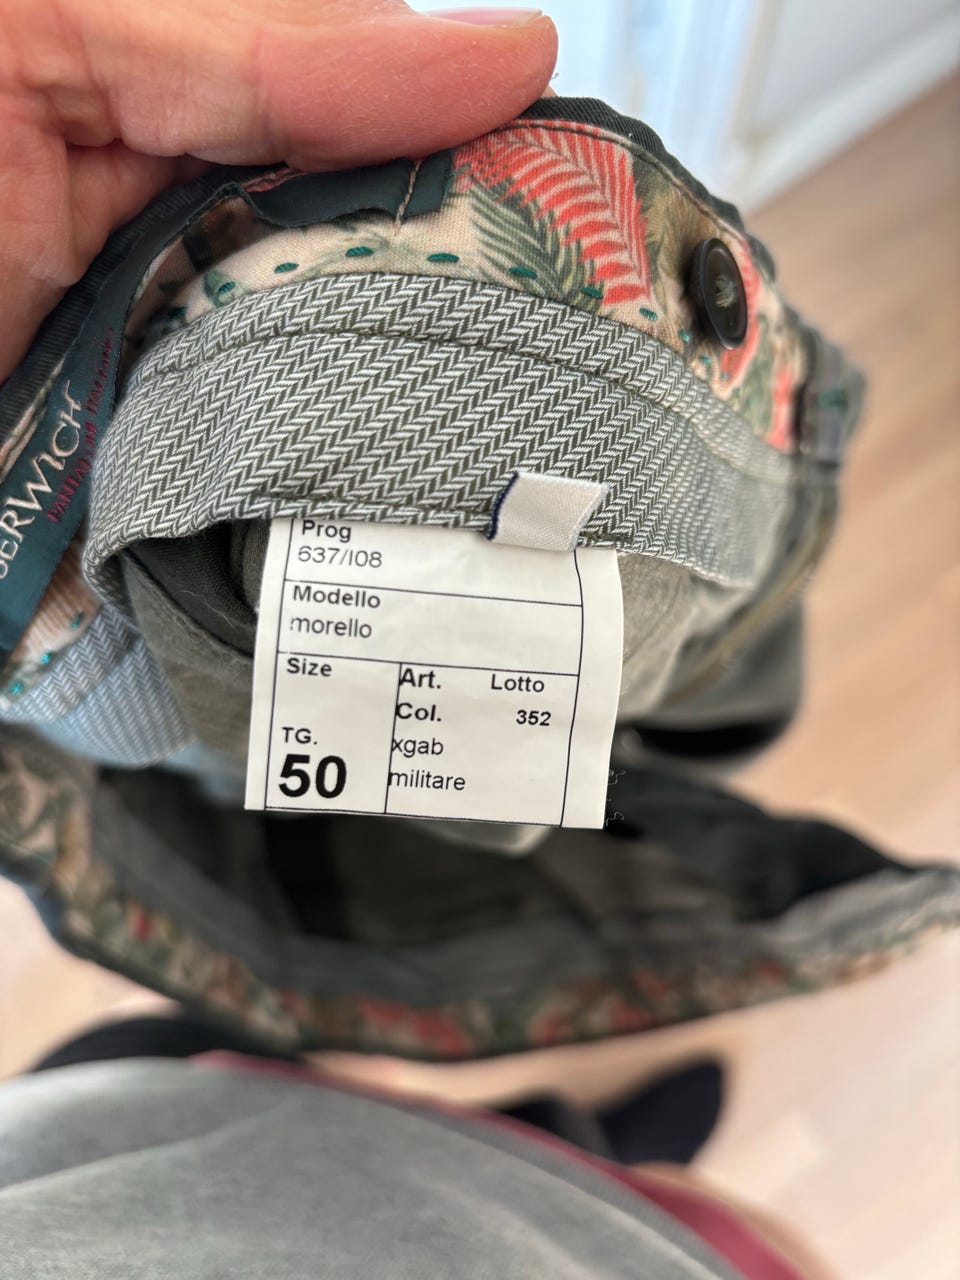 BERWICH
Prog
637/I08
Modello
morello
Size
Art.
Lotto
Col.
352
TG.
xgab
50
militare